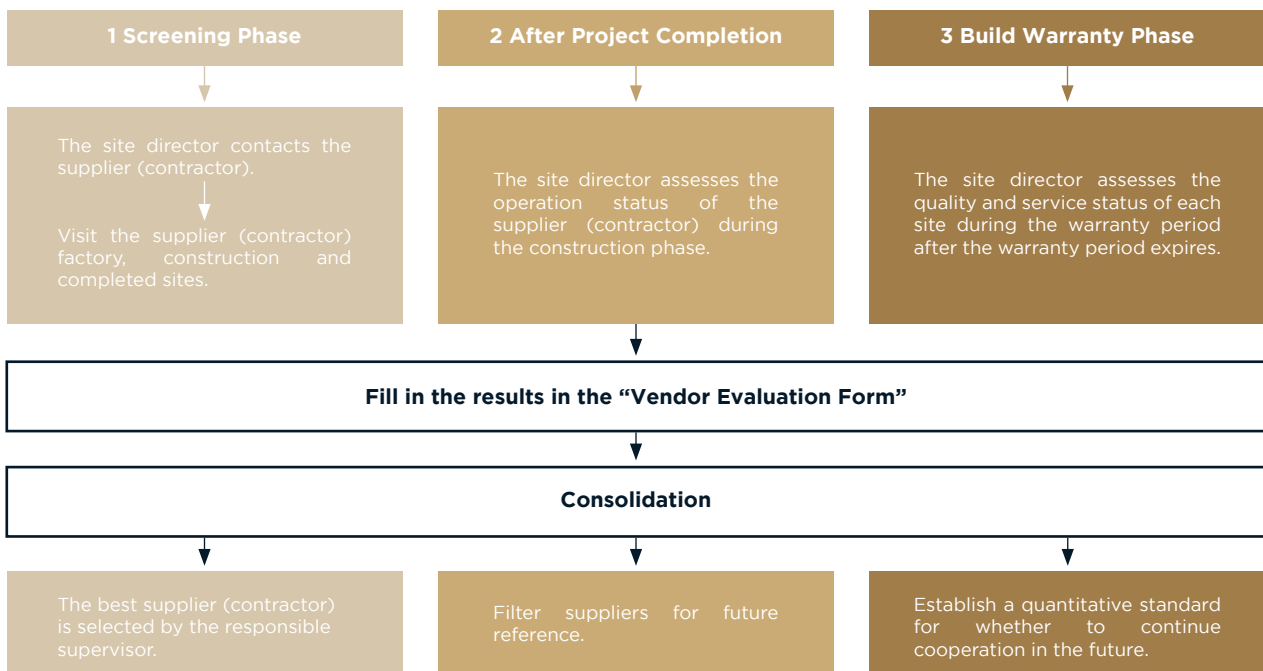 1 Screening Phase
2 After Project Completion
3 Build Warranty Phase
The site director contacts the
supplier (contractor).
Visit the supplier (contractor)
factory, construction and
completed sites.
The site director assesses the
operation status of the
supplier (contractor) during
the construction phase.
The site director assesses the
quality and service status of each
site during the warranty period
after the warranty period expires.
Fill in the results in the “Vendor Evaluation Form”
Consolidation
The best supplier (contractor)
is selected by the responsible
supervisor.
Filter suppliers for future
reference.
Establish a quantitative standard
for whether to continue
cooperation in the future.